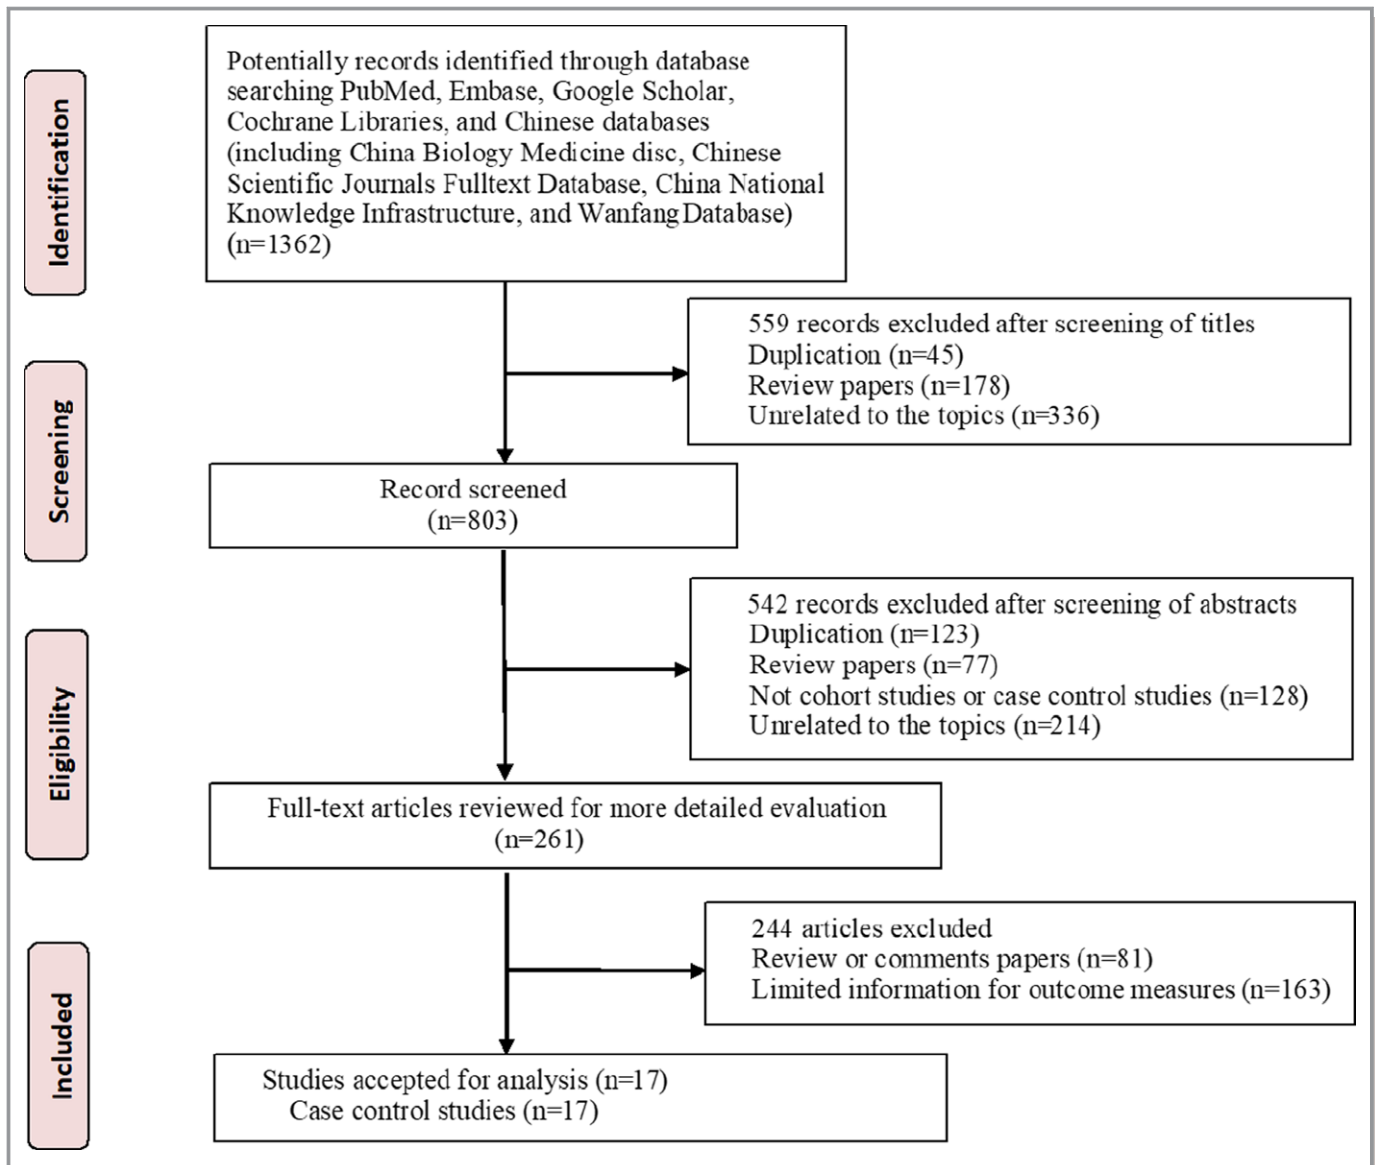 Identification
Potentially records identified through database
searching PubMed, Embase, Google Scholar,
Cochrane Libraries, and Chinese databases
(including China Biology Medicine disc, Chinese
Scientific Journals Fulltext Database, China National
Knowledge Infrastructure, and Wanfang Database)
(n=1362)
559 records excluded after screening of titles
Duplication (n=45)
Review papers (n=178)
Unrelated to the topics (n=336)
Screening
Record screened
(n=803)
542 records excluded after screening of abstracts
Duplication (n=123)
Review papers (n=77)
Not cohort studies or case control studies (n=128)
Unrelated to the topics (n=214)
Eligibility
Full-text articles reviewed for more detailed evaluation
(n=261)
244 articles excluded
Review or comments papers (n=81)
Limited information for outcome measures (n=163)
Included
Studies accepted for analysis (n=17)
Case control studies (n=17)